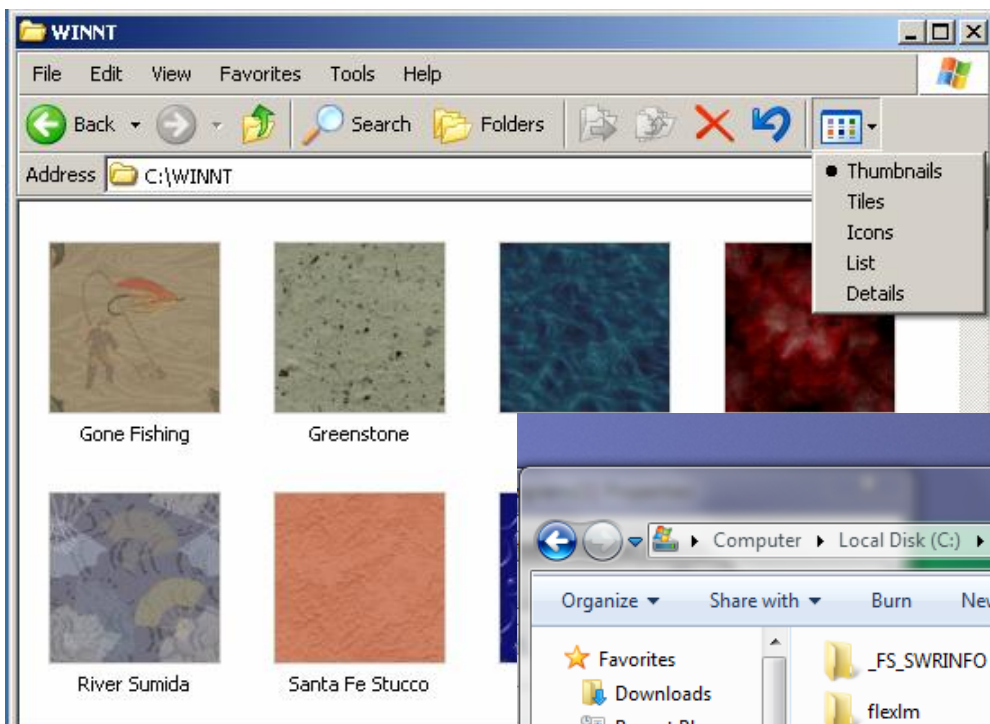 WINNT
File Edit View Favorites Tools Help
Back Search Folders
Address C:\WINNT
Thumbnails
Tiles
Icons
List
Details
Gone Fishing Greenstone
River Sumida Santa Fe Stucco
Computer Local Disk (C:)
Organize Share with Burn
Favorites _FS_SWRINFO
Downloads flexlm